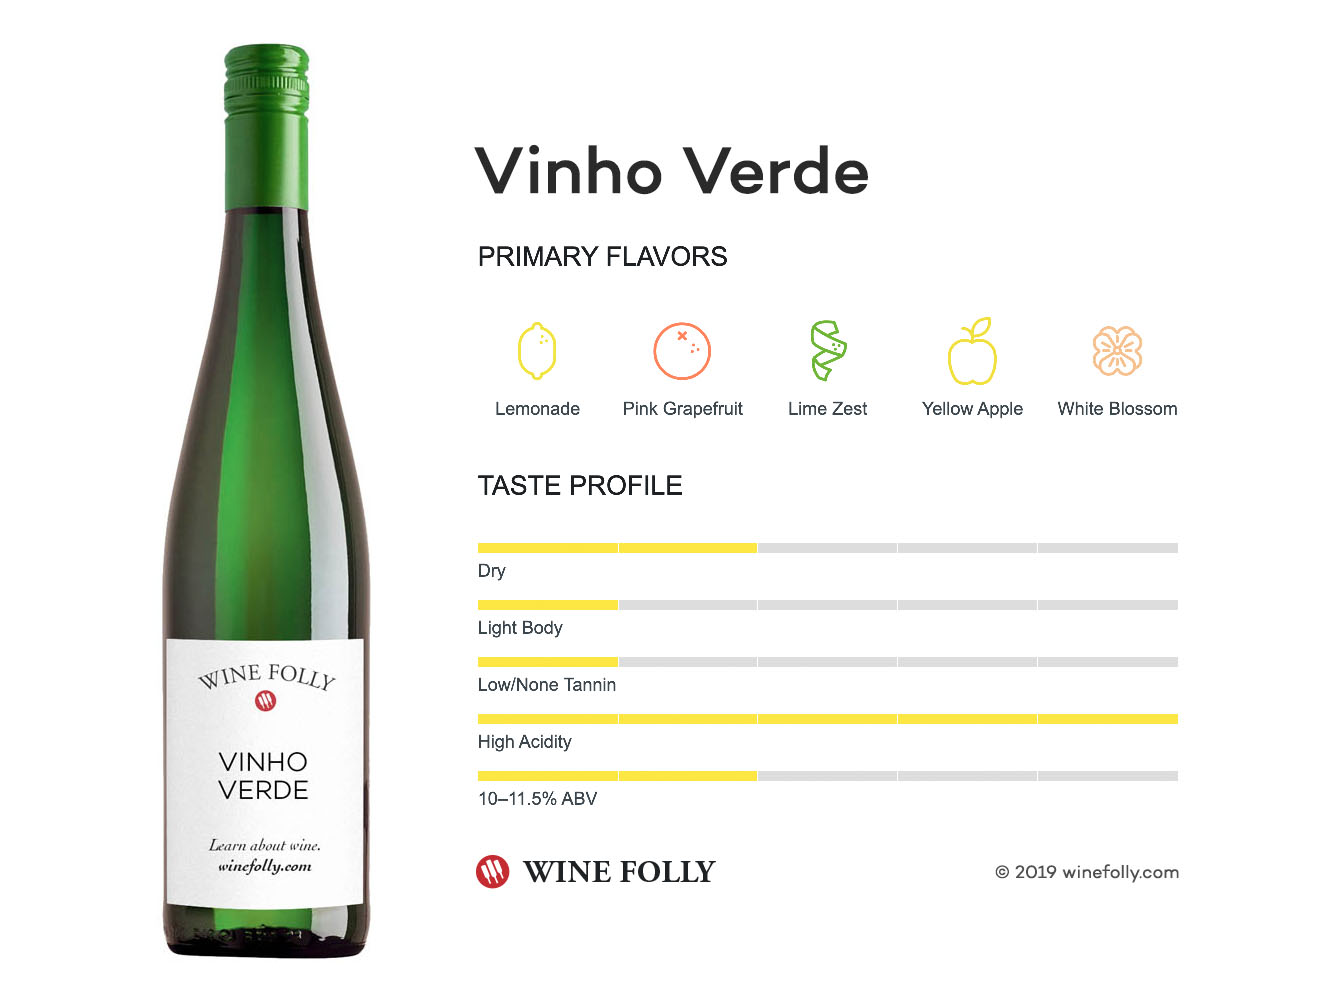 Vinho Verde
PRIMARY FLAVORS
Lemonade
Pink Grapefruit
Lime Zest
Yellow Apple
White Blossom
TASTE PROFILE
Dry
Light Body
Low/None Tannin
High Acidity
10–11.5% ABV
WINE FOLLY
© 2019 winefolly.com
WINE FOLLY
VINHO
VERDE
Learn about wine.
winefolly.com